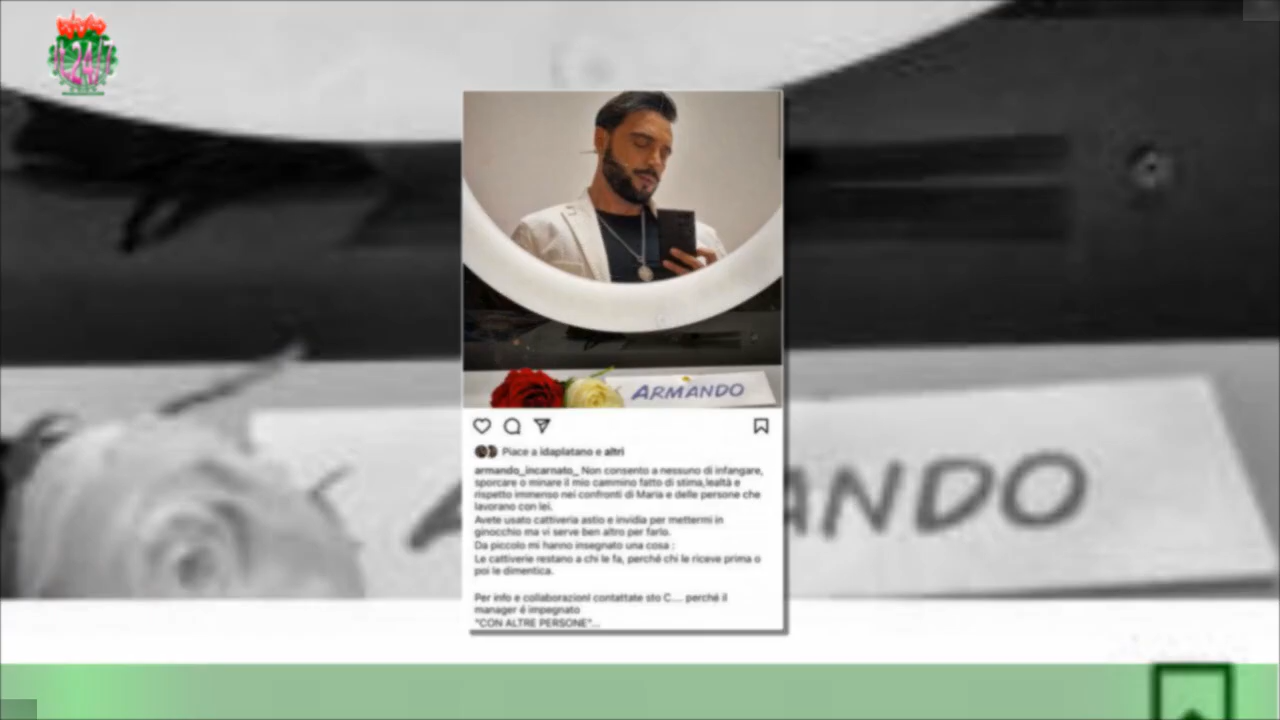 24/7
ARMANDO
Piace a idaplatano e altri
armando_incarnato_ Non consento a nessuno di infangare,
sporcare o minare il mio cammino fatto di stima,lealtà e
rispetto immenso nei confronti di Maria e delle persone che
lavorano con lei.
Avete usato cattiveria astio e invidia per mettermi in
ginocchio ma vi serve ben altro per farlo.
Da piccolo mi hanno insegnato una cosa :
Le cattiverie restano a chi le fa, perché chi le riceve prima o
poi le dimentica.
Per info e collaborazioni contattate sto C.... perché il
manager é impegnato
"CON ALTRE PERSONE"...
ANDO